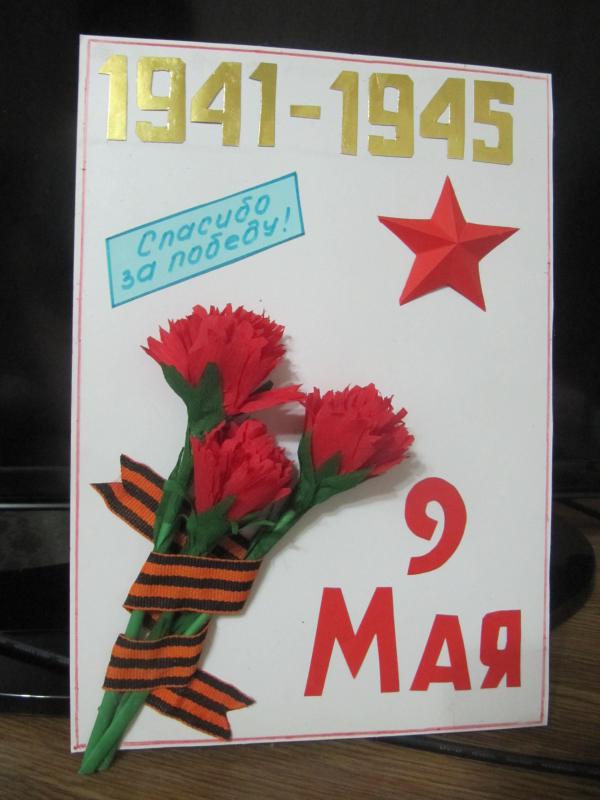 1941-1945
Спасибо
за победу!
9
Мая